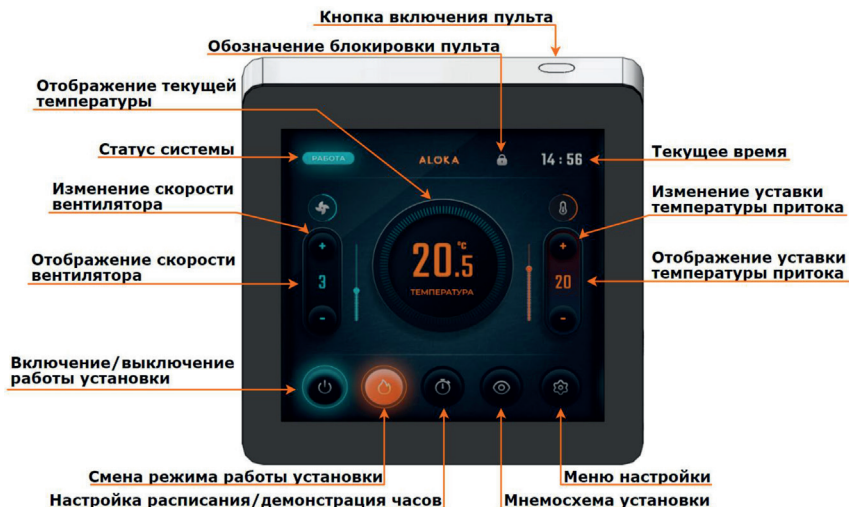 Кнопка включения пульта
Обозначение блокировки пульта
Отображение текущей
температуры
Статус системы
РАБОТА
ALOKA
14:56
Текущее время
Изменение скорости
вентилятора
Изменение уставки
температуры притока
+
+
Отображение скорости
вентилятора
3
20.5
°C
ТЕМПЕРАТУРА
20
Отображение уставки
температуры притока
-
-
Включение/выключение
работы установки
Смена режима работы установки
Меню настройки
Настройка расписания/демонстрация часов
Мнемосхема установки